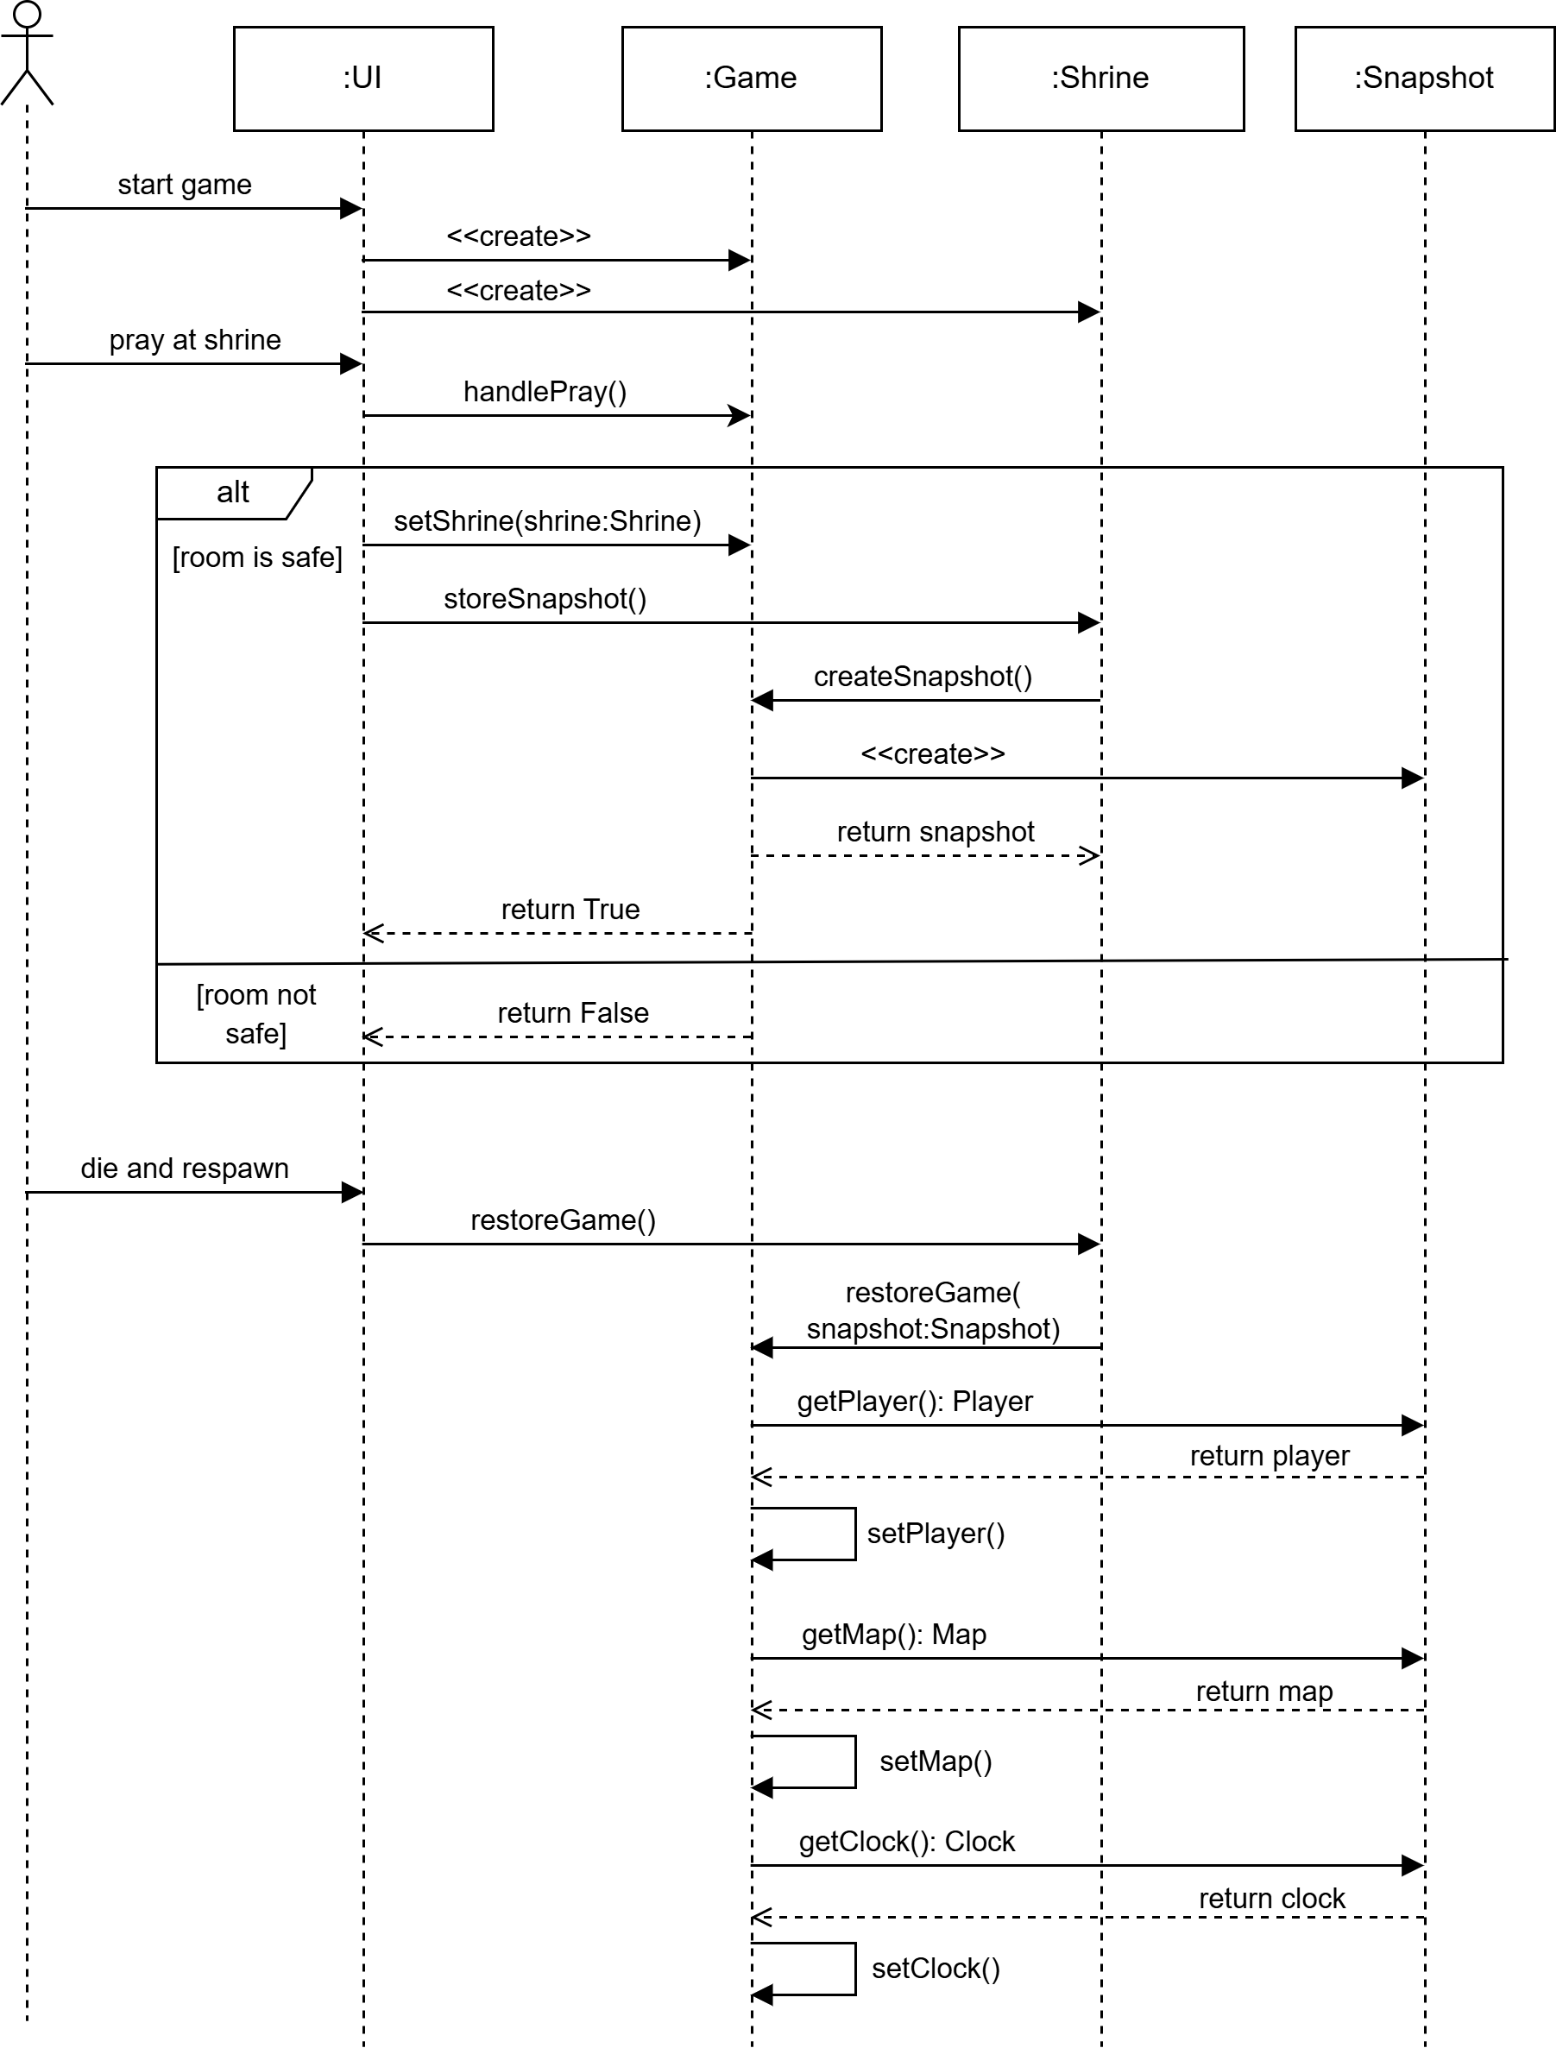 :UI
:Game
:Shrine
:Snapshot
start game
<<create>>
<<create>>
pray at shrine
handlePray()
alt
setShrine(shrine:Shrine)
[room is safe]
storeSnapshot()
createSnapshot()
<<create>>
return snapshot
return True
[room not
safe]
return False
die and respawn
restoreGame()
restoreGame(
snapshot:Snapshot)
getPlayer(): Player
return player
setPlayer()
getMap(): Map
return map
setMap()
getClock(): Clock
return clock
setClock()